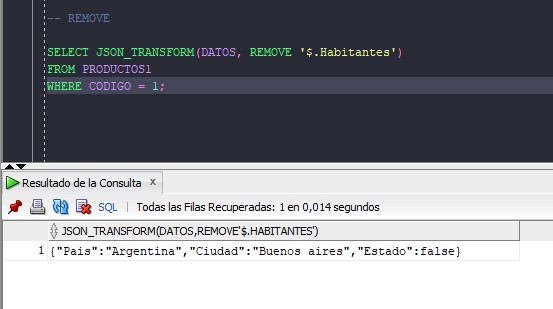 -- REMOVE
SELECT JSON_TRANSFORM(DATOS, REMOVE '$.Habitantes')
FROM PRODUCTOS1
WHERE CODIGO = 1;
Resultado de la Consulta x
SQL | Todas las Filas Recuperadas: 1 en 0,014 segundos
JSON_TRANSFORM(DATOS,REMOVE'$.HABITANTES')
1 {"Pais":"Argentina","Ciudad":"Buenos aires","Estado":false}